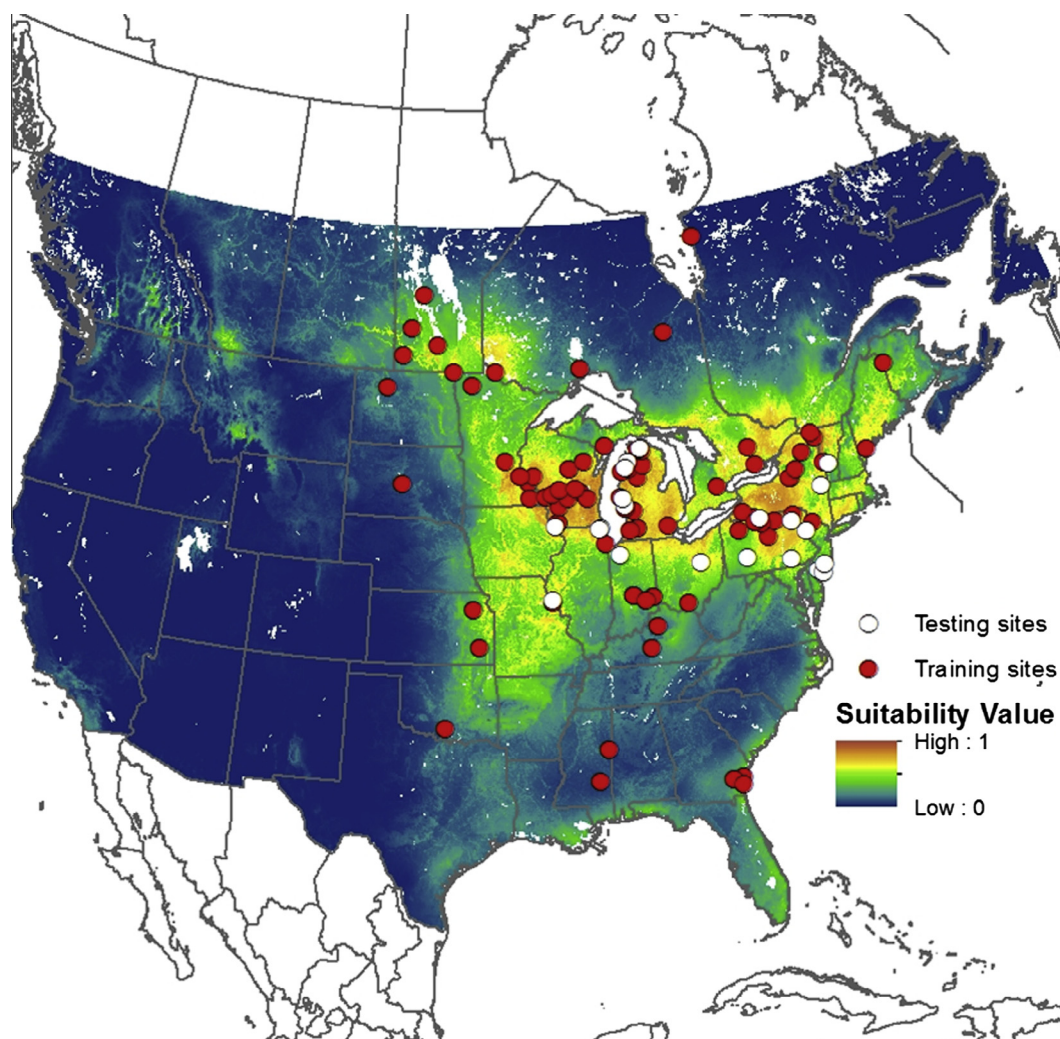 Testing sites
Training sites
Suitability Value
High : 1
Low : 0